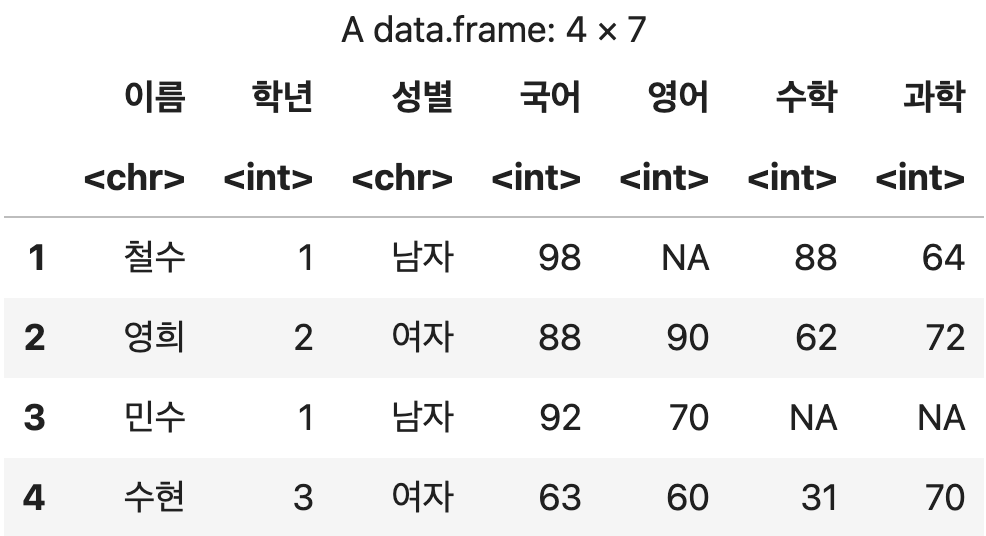 A data.frame: 4 × 7
이름 학년 성별 국어 영어 수학 과학
<chr> <int> <chr> <int> <int> <int> <int>
1 철수 1 남자 98 NA 88 64
2 영희 2 여자 88 90 62 72
3 민수 1 남자 92 70 NA NA
4 수현 3 여자 63 60 31 70